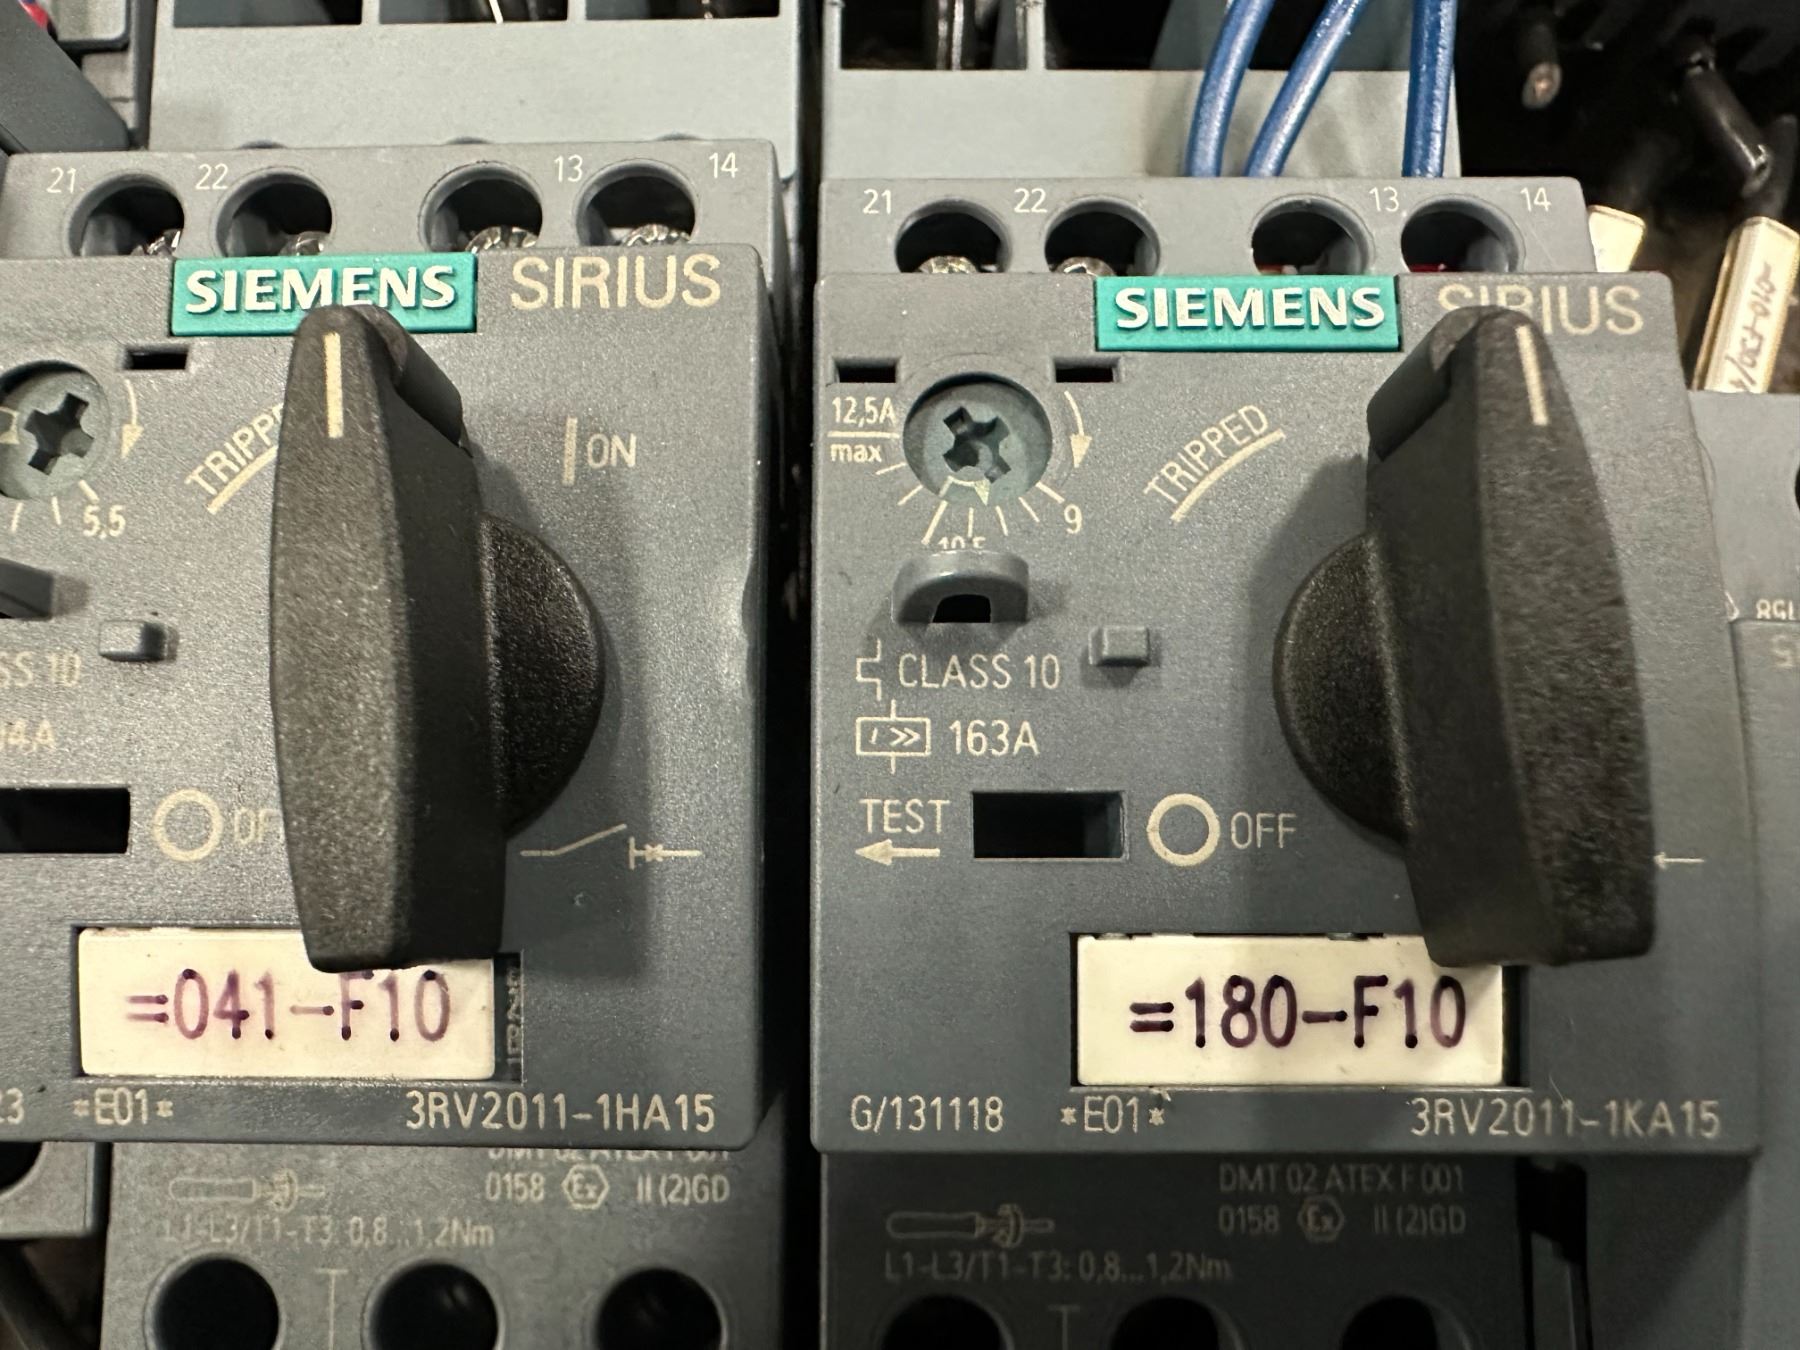 21 22 13 14
SIEMENS SIRIUS
ON
5,5
=041-F10
*E01*
3RV2011-1HA15
0158 Ex II (2)GD
L1-L3/T1-T3: 0,8...1,2Nm
21 22 13 14
SIEMENS SIRIUS
12,5A
max
TRIPPED
9
CLASS 10
I >> 163A
TEST
OFF
=180-F10
G/131118 *E01* 3RV2011-1KA15
DMT 02 ATEX F 001
0158 Ex II (2)GD
L1-L3/T1-T3: 0,8...1,2Nm